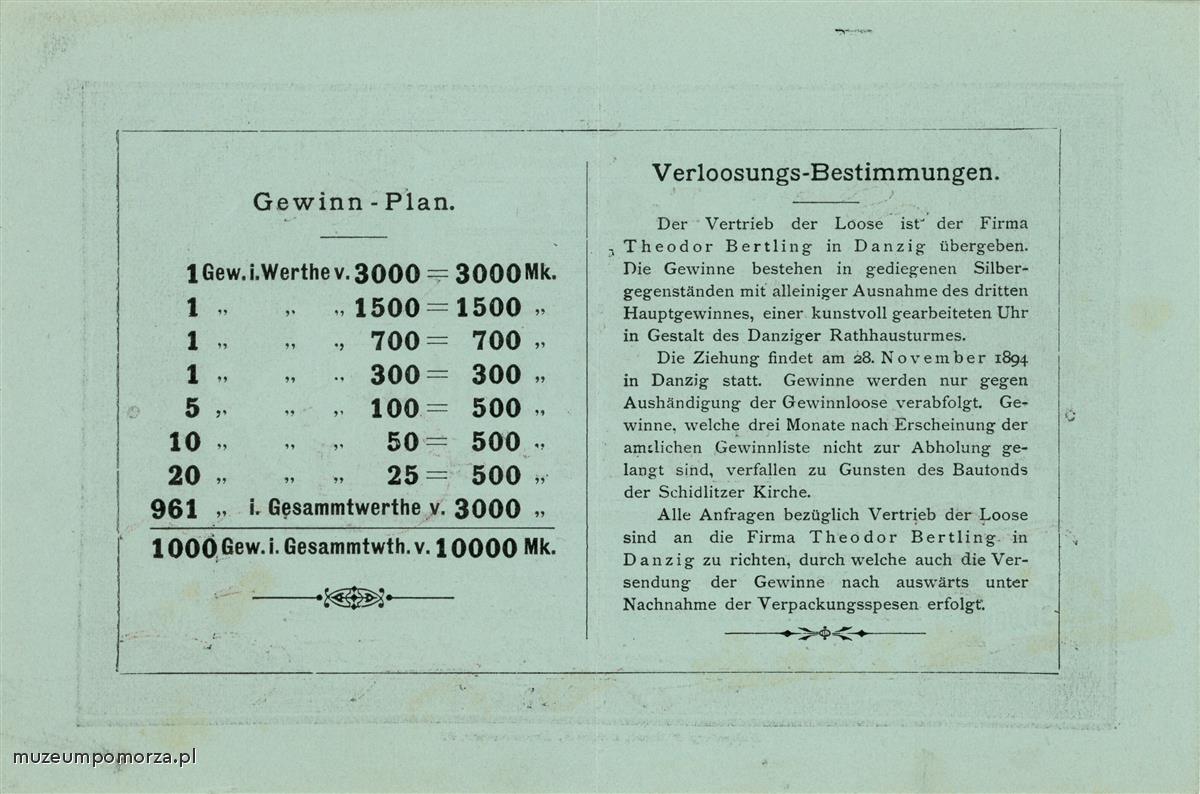 Gewinn-Plan.
1 Gew. i. Werthe v. 3000 = 3000 Mk.
1 „ „ „ 1500 = 1500 „
1 „ „ „ 700 = 700 „
1 „ „ „ 300 = 300 „
5 „ „ „ 100 = 500 „
10 „ „ „ 50 = 500 „
20 „ „ „ 25 = 500 „
961 „ i. Gesammtwerthe v. 3000 „
1000 Gew. i. Gesammtwth. v. 10000 Mk.
Verloosungs-Bestimmungen.
Der Vertrieb der Loose ist der Firma
Theodor Bertling in Danzig übergeben.
Die Gewinne bestehen in gediegenen Silber-
gegenständen mit alleiniger Ausnahme des dritten
Hauptgewinnes, einer kunstvoll gearbeiteten Uhr
in Gestalt des Danziger Rathhausturmes.
Die Ziehung findet am 28. November 1894
in Danzig statt. Gewinne werden nur gegen
Aushändigung der Gewinnloose verabfolgt. Ge-
winne, welche drei Monate nach Erscheinung der
amtlichen Gewinnliste nicht zur Abholung ge-
langt sind, verfallen zu Gunsten des Bautonds
der Schidlitzer Kirche.
Alle Anfragen bezüglich Vertrieb der Loose
sind an die Firma Theodor Bertling in
Danzig zu richten, durch welche auch die Ver-
sendung der Gewinne nach auswärts unter
Nachnahme der Verpackungsspesen erfolgt.
muzeumpomorza.pl